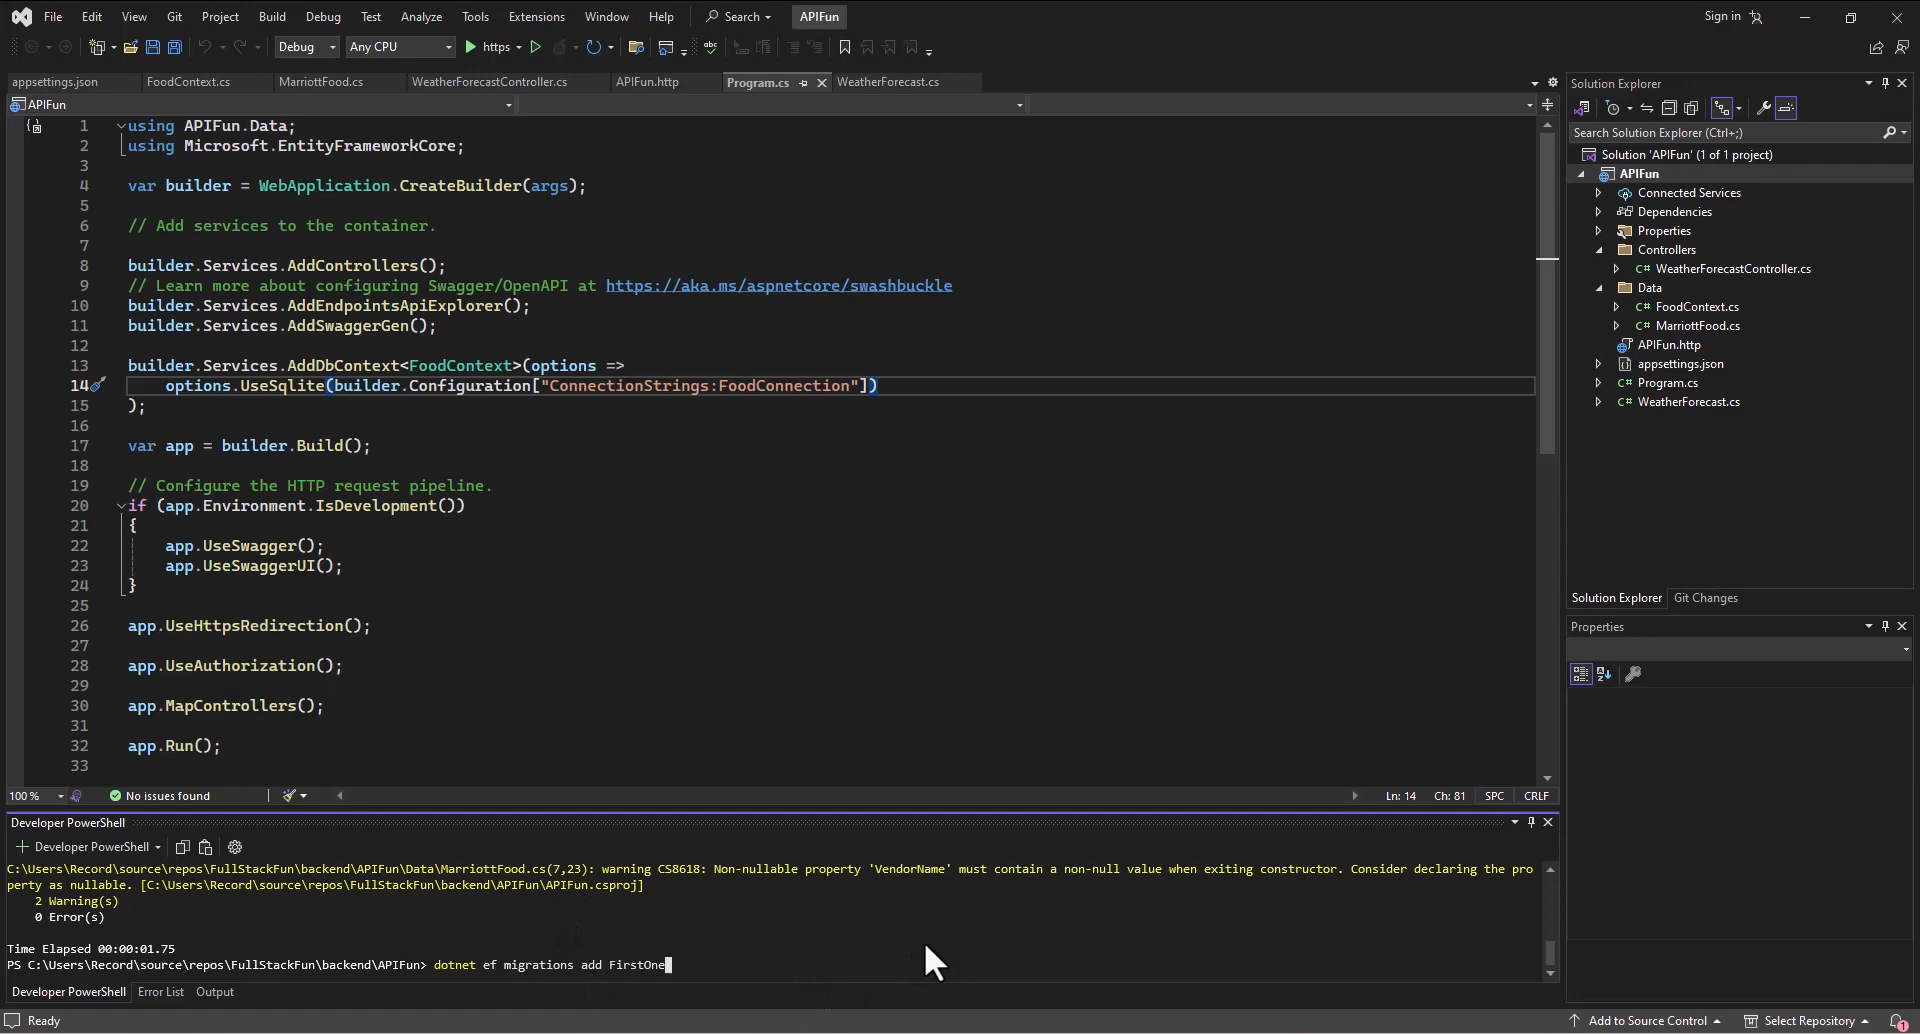 File Edit View Git Project Build Debug Test Analyze Tools Extensions Window Help Search APIFun Sign in
Debug Any CPU https
appsettings.json FoodContext.cs MarriottFood.cs WeatherForecastController.cs APIFun.http Program.cs WeatherForecast.cs
APIFun
1 using APIFun.Data;
2 using Microsoft.EntityFrameworkCore;
3
4 var builder = WebApplication.CreateBuilder(args);
5
6 // Add services to the container.
7
8 builder.Services.AddControllers();
9 // Learn more about configuring Swagger/OpenAPI at https://aka.ms/aspnetcore/swashbuckle
10 builder.Services.AddEndpointsApiExplorer();
11 builder.Services.AddSwaggerGen();
12
13 builder.Services.AddDbContext<FoodContext>(options =>
14 options.UseSqlite(builder.Configuration["ConnectionStrings:FoodConnection"])
15 );
16
17 var app = builder.Build();
18
19 // Configure the HTTP request pipeline.
20 if (app.Environment.IsDevelopment())
21 {
22 app.UseSwagger();
23 app.UseSwaggerUI();
24 }
25
26 app.UseHttpsRedirection();
27
28 app.UseAuthorization();
29
30 app.MapControllers();
31
32 app.Run();
33
100 % No issues found Ln: 14 Ch: 81 SPC CRLF
Developer PowerShell
Developer PowerShell
C:\Users\Record\source\repos\FullStackFun\backend\APIFun\Data\MarriottFood.cs(7,23): warning CS8618: Non-nullable property 'VendorName' must contain a non-null value when exiting constructor. Consider declaring the pro
perty as nullable. [C:\Users\Record\source\repos\FullStackFun\backend\APIFun\APIFun.csproj]
2 Warning(s)
0 Error(s)
Time Elapsed 00:00:01.75
PS C:\Users\Record\source\repos\FullStackFun\backend\APIFun> dotnet ef migrations add FirstOne
Developer PowerShell Error List Output
Solution Explorer
Search Solution Explorer (Ctrl+;)
Solution 'APIFun' (1 of 1 project)
APIFun
Connected Services
Dependencies
Properties
Controllers
C# WeatherForecastController.cs
Data
C# FoodContext.cs
C# MarriottFood.cs
APIFun.http
appsettings.json
C# Program.cs
C# WeatherForecast.cs
Solution Explorer Git Changes
Properties
Ready Add to Source Control Select Repository 1